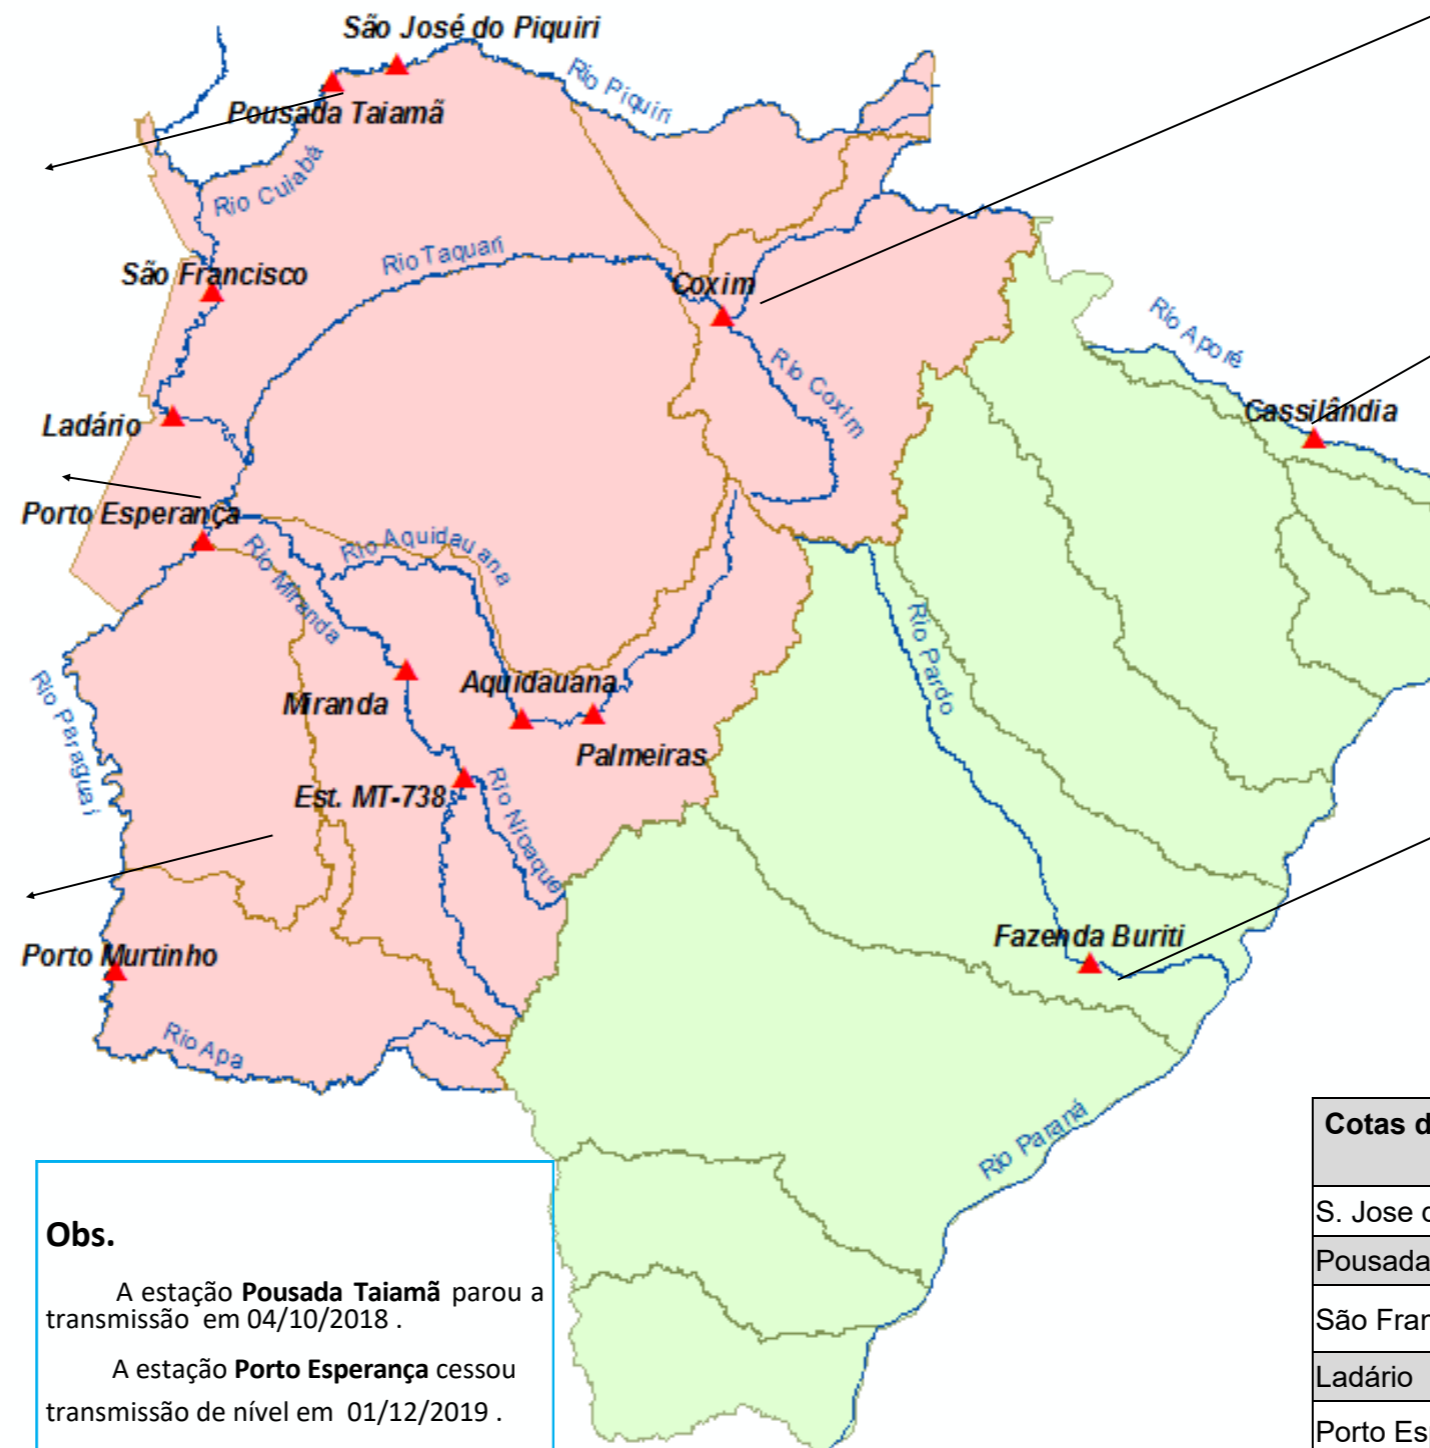 São José do Piquiri
Rio Piquiri
Pousada Taiamã
Rio Cuiabá
Rio Taquari
São Francisco
Coxim
Rio Aporé
Rio Coxim
Cassilândia
Ladário
Porto Esperança
Rio Aquidauana
Rio Miranda
Rio Pardo
Rio Paraguai
Aquidauana
Miranda
Palmeiras
Est. MT-738
Rio Nioaque
Fazenda Buriti
Porto Murtinho
Rio Apa
Rio Paraná
Obs.
A estação Pousada Taiamã parou a
transmissão em 04/10/2018 .
A estação Porto Esperança cessou
transmissão de nível em 01/12/2019 .
Cotas d
S. Jose
Pousada
São Fran
Ladário
Porto Es